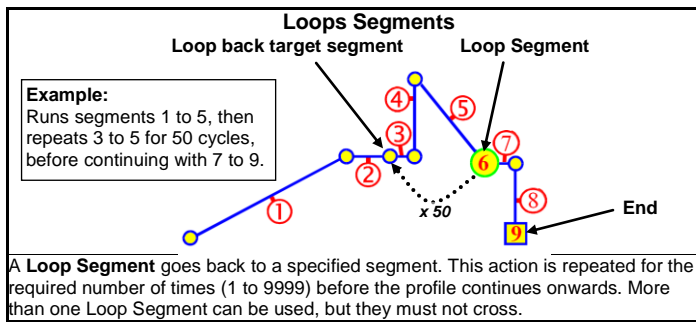 Loops Segments
Loop back target segment
Loop Segment
Example:
Runs segments 1 to 5, then
repeats 3 to 5 for 50 cycles,
before continuing with 7 to 9.
4
5
3
2
6
7
1
x 50
8
End
9
A Loop Segment goes back to a specified segment. This action is repeated for the
required number of times (1 to 9999) before the profile continues onwards. More
than one Loop Segment can be used, but they must not cross.